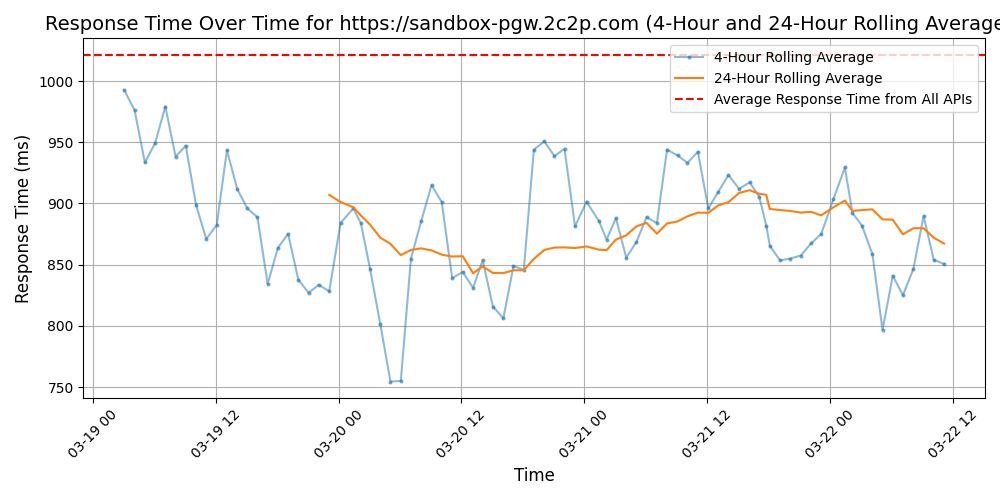 Response Time Over Time for https://sandbox-pgw.2c2p.com (4-Hour and 24-Hour Rolling Average
4-Hour Rolling Average
24-Hour Rolling Average
Average Response Time from All APIs
Response Time (ms)
1000
950
900
850
800
750
03-19 00
03-19 12
03-20 00
03-20 12
03-21 00
03-21 12
03-22 00
03-22 12
Time